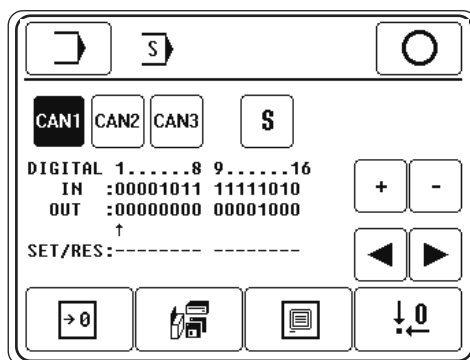 S
CAN1 CAN2 CAN3 S
DIGITAL 1......8 9......16
IN :00001011 11111010
OUT :00000000 00001000
↑
SET/RES:-------- --------
+ -
→0
↓0